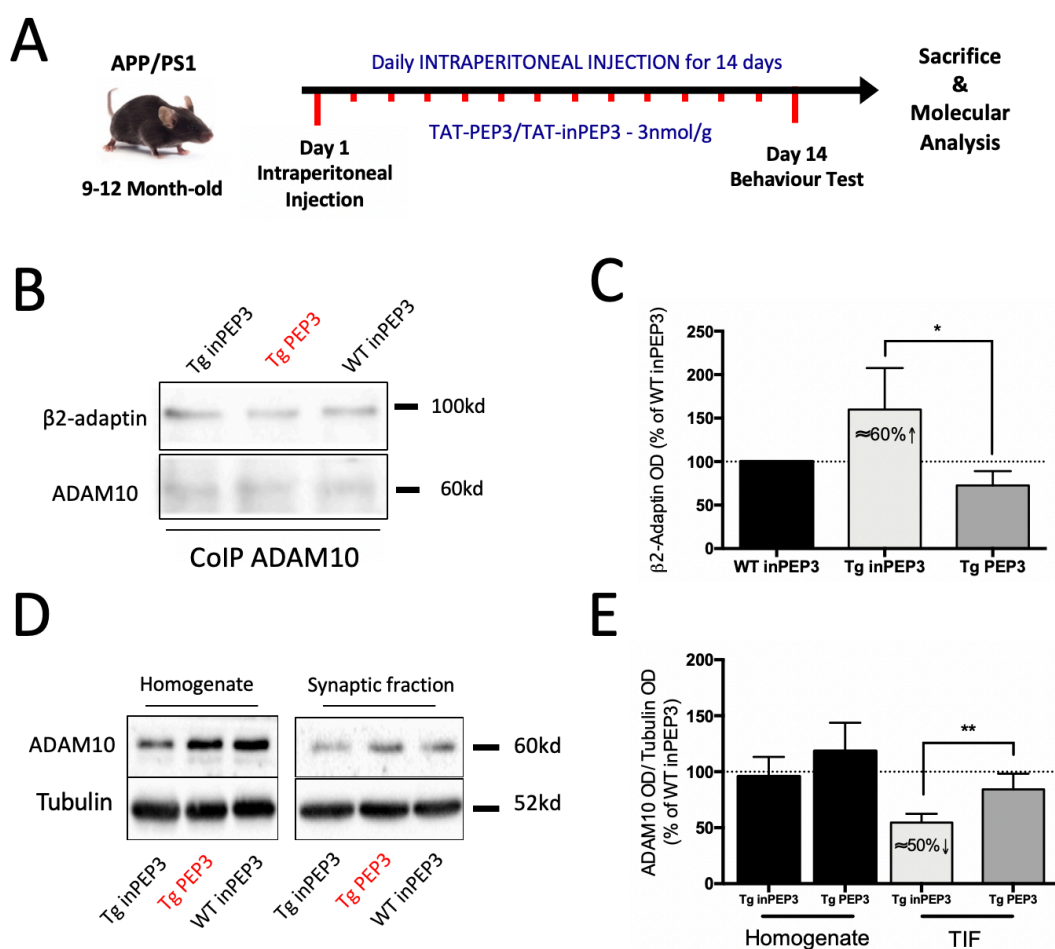 A
APP/PS1
9-12 Month-old
Daily INTRAPERITONEAL INJECTION for 14 days
TAT-PEP3/TAT-inPEP3 - 3nmol/g
Day 1
Intraperitoneal
Injection
Day 14
Behaviour Test
Sacrifice
&
Molecular
Analysis
B
Tg inPEP3
Tg PEP3
WT inPEP3
β2-adaptin
100kd
ADAM10
60kd
CoIP ADAM10
C
β2-Adaptin OD (% of WT inPEP3)
250
200
150
100
50
0
*
≈60%↑
WT inPEP3
Tg inPEP3
Tg PEP3
D
Homogenate
Synaptic fraction
ADAM10
60kd
Tubulin
52kd
Tg inPEP3
Tg PEP3
WT inPEP3
Tg inPEP3
Tg PEP3
WT inPEP3
E
ADAM10 OD/ Tubulin OD
(% of WT inPEP3)
200
150
100
50
0
**
≈50%↓
Tg inPEP3
Tg PEP3
Tg inPEP3
Tg PEP3
Homogenate
TIF